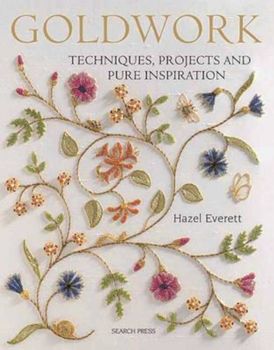 GOLDWORK
TECHNIQUES, PROJECTS AND
PURE INSPIRATION
Hazel Everett
SEARCH PRESS